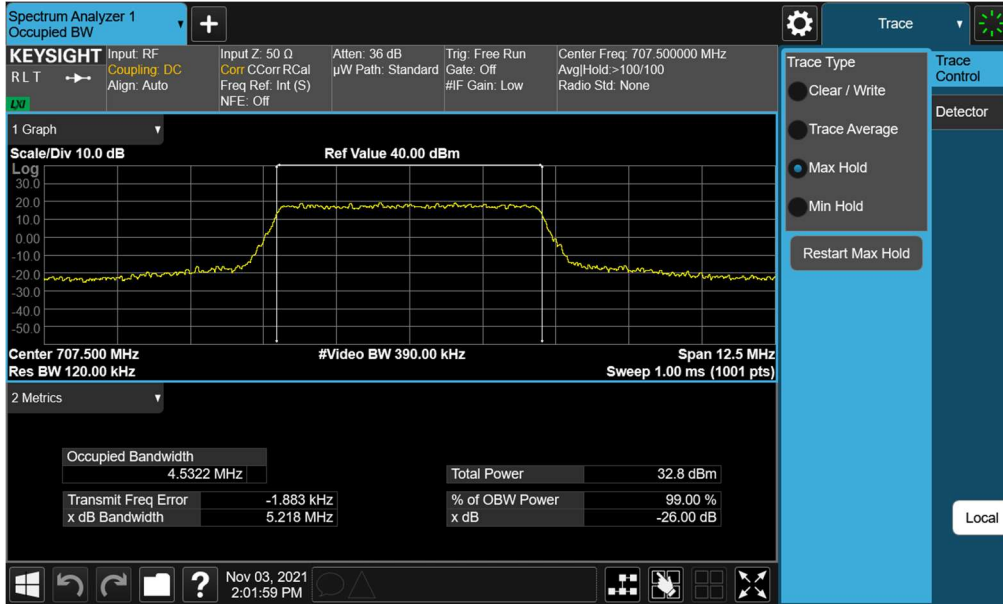 Spectrum Analyzer 1
Occupied BW
Trace
KEYSIGHT
R L T
LXI
Input: RF
Coupling: DC
Align: Auto
Input Z: 50 Ω
Corr CCorr RCal
Freq Ref: Int (S)
NFE: Off
Atten: 36 dB
µW Path: Standard
Trig: Free Run
Gate: Off
#IF Gain: Low
Center Freq: 707.500000 MHz
Avg|Hold:>100/100
Radio Std: None
Trace Type
Clear / Write
Trace Average
Max Hold
Min Hold
Restart Max Hold
Trace
Control
Detector
1 Graph
Scale/Div 10.0 dB
Ref Value 40.00 dBm
Log
30.0
20.0
10.0
0.00
-10.0
-20.0
-30.0
-40.0
-50.0
Center 707.500 MHz
#Video BW 390.00 kHz
Span 12.5 MHz
Res BW 120.00 kHz
Sweep 1.00 ms (1001 pts)
2 Metrics
Occupied Bandwidth
4.5322 MHz
Total Power 32.8 dBm
Transmit Freq Error -1.883 kHz
% of OBW Power 99.00 %
x dB Bandwidth 5.218 MHz
x dB -26.00 dB
Local
?
Nov 03, 2021
2:01:59 PM